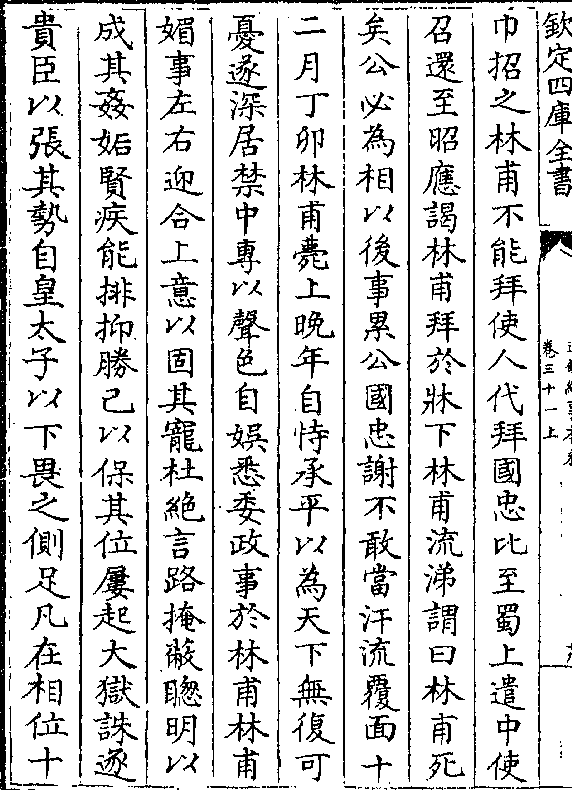 欽定四庫全書
卷三十一上
巾招之林甫不能拜使人代拜國忠比至蜀上遣中使
召還至昭應謁林甫拜於牀下林甫流涕謂曰林甫死
矣公必為相以後事累公國忠謝不敢當汗流覆面十
二月丁卯林甫薨上晚年自恃承平以為天下無復可
憂遂深居禁中專以聲色自娛悉委政事於林甫林甫
媚事左右迎合上意以固其寵杜絶言路掩蔽聰明以
成其姦妬賢疾能排抑勝己以保其位屢起大獄誅逐
貴臣以張其勢自皇太子以下畏之側足凡在相位十